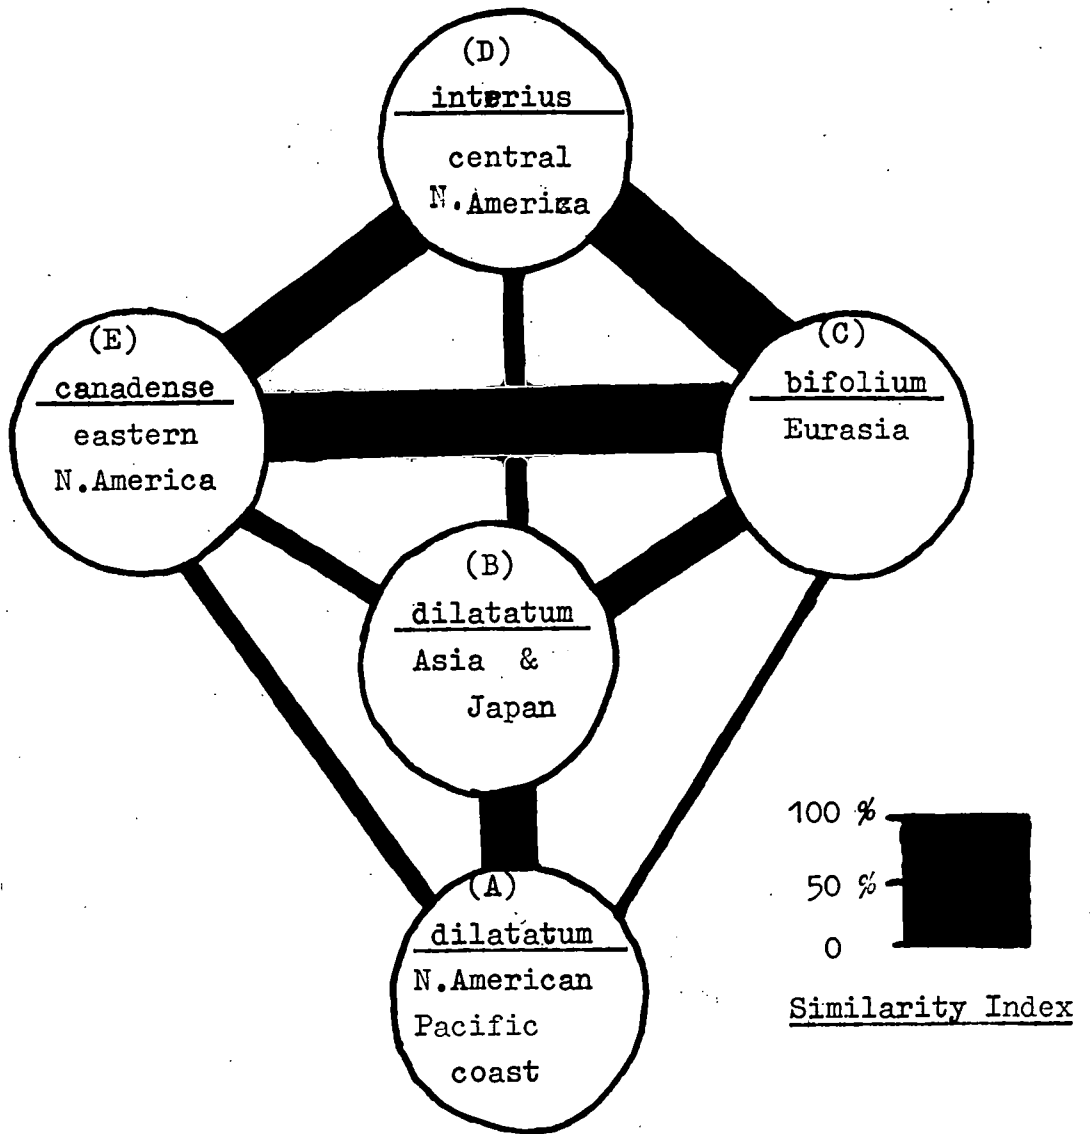 (D)
interius
central
N.America
(E)
canadense
eastern
N.America
(C)
bifolium
Eurasia
(B)
dilatatum
Asia &
Japan
(A)
dilatatum
N.American
Pacific
coast
100 %
50 %
0
Similarity Index